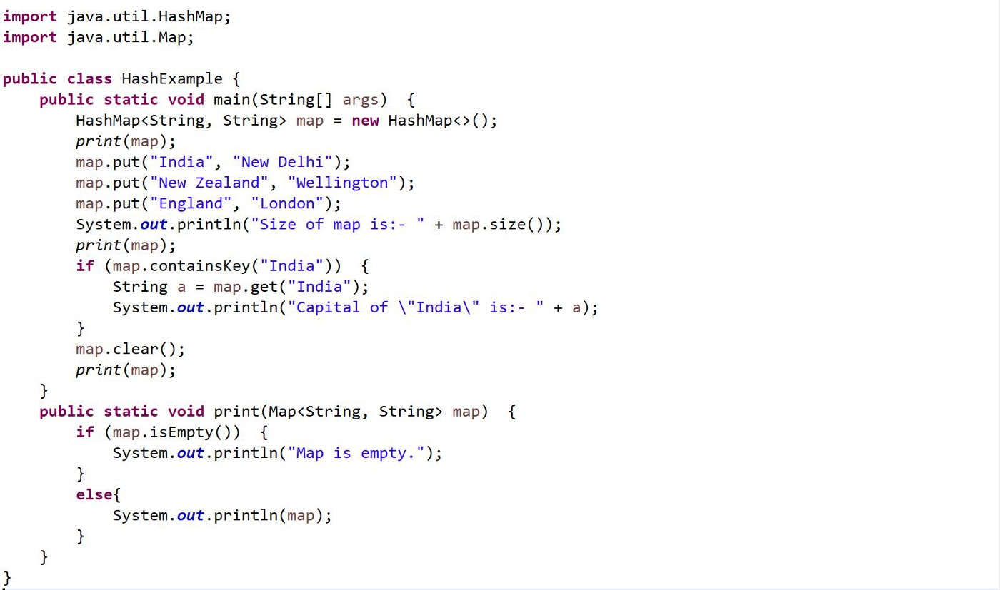 import java.util.HashMap;
import java.util.Map;

public class HashExample {
    public static void main(String[] args)  {
        HashMap<String, String> map = new HashMap<>();
        print(map);
        map.put("India", "New Delhi");
        map.put("New Zealand", "Wellington");
        map.put("England", "London");
        System.out.println("Size of map is:- " + map.size());
        print(map);
        if (map.containsKey("India"))  {
            String a = map.get("India");
            System.out.println("Capital of \"India\" is:- " + a);
        }
        map.clear();
        print(map);
    }
    public static void print(Map<String, String> map)  {
        if (map.isEmpty())  {
            System.out.println("Map is empty.");
        }
        else{
            System.out.println(map);
        }
    }
}